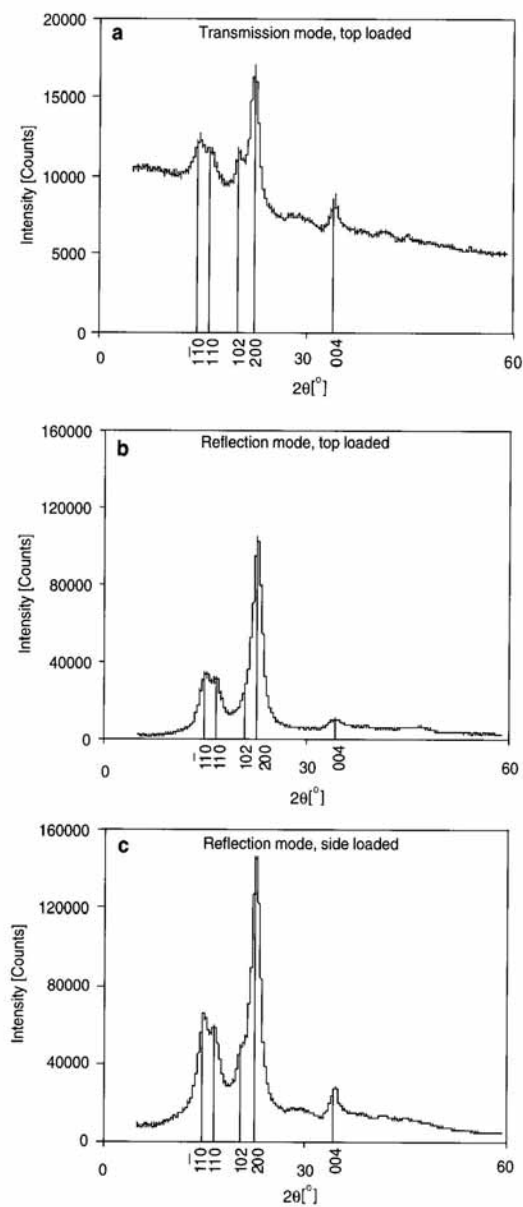 a Transmission mode, top loaded
20000
15000
10000
5000
0
Intensity [Counts]
0 1̅10 110 102 200 30 004 60
2θ[°]
b Reflection mode, top loaded
160000
120000
80000
40000
0
Intensity [Counts]
0 1̅10 110 102 200 30 004 60
2θ[°]
c Reflection mode, side loaded
160000
120000
80000
40000
0
Intensity [Counts]
0 1̅10 110 102 200 30 004 60
2θ[°]